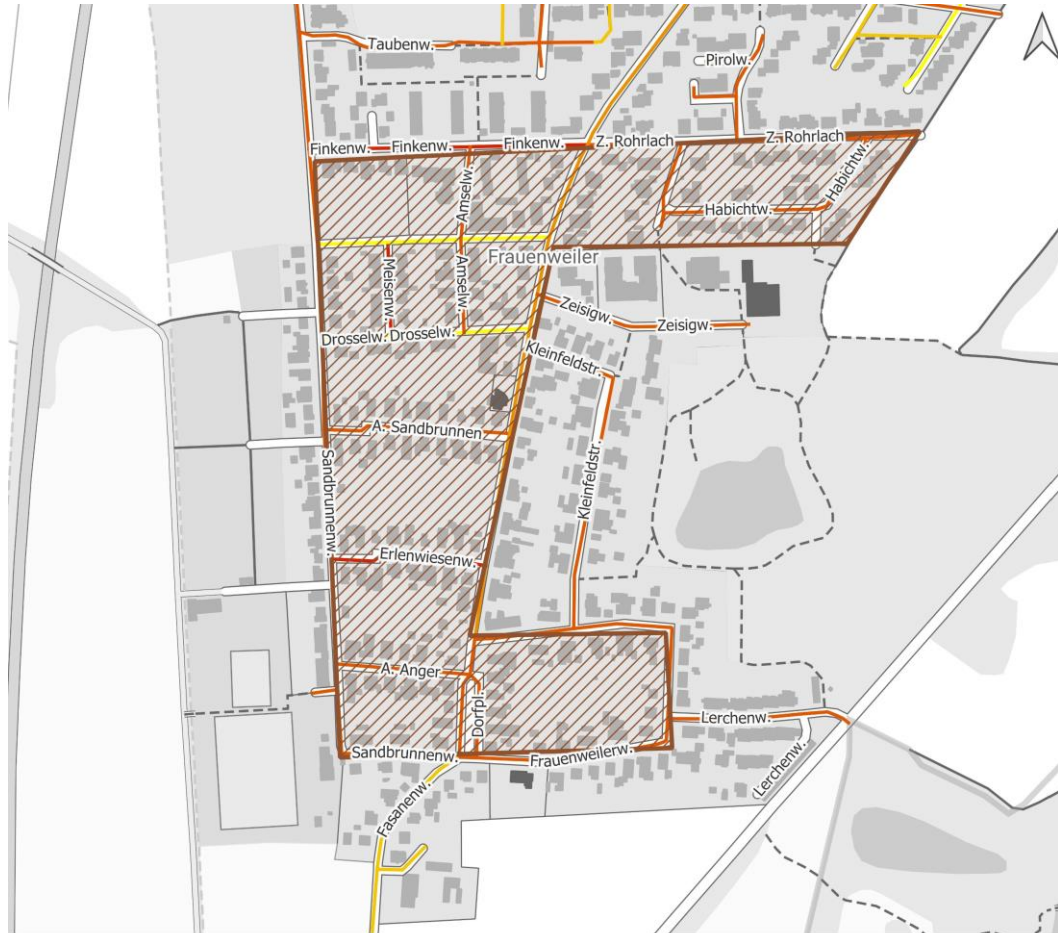 Taubenw.
Pirolw.
Finkenw.
Finkenw.
Finkenw.
Z. Rohrlach
Z. Rohrlach
Amselw.
Habichtw.
Habichtw.
Frauenweiler
Meisenw.
Amselw.
Zeisigw.
Zeisigw.
Drosselw.
Drosselw.
Kleinfeldstr.
A. Sandbrunnen
Kleinfeldstr.
Sandbrunnenw.
Erlenwiesenw.
A. Anger
Dorfpl.
Lerchenw.
Sandbrunnenw.
Frauenweilerw.
Lerchenw.
Fasanenw.